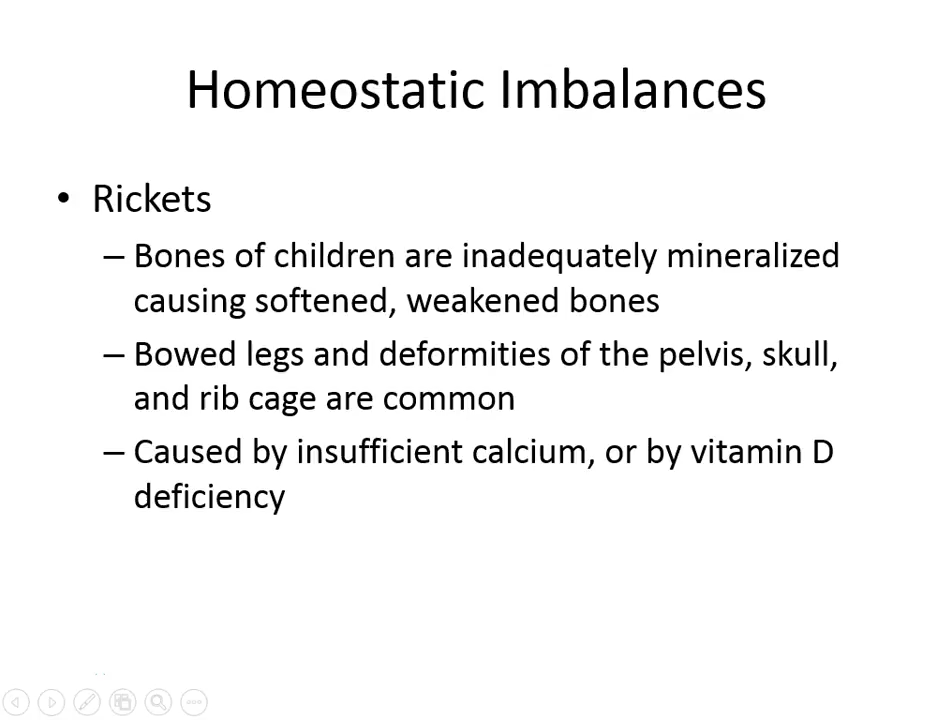 Homeostatic Imbalances
• Rickets
– Bones of children are inadequately mineralized
causing softened, weakened bones
– Bowed legs and deformities of the pelvis, skull,
and rib cage are common
– Caused by insufficient calcium, or by vitamin D
deficiency